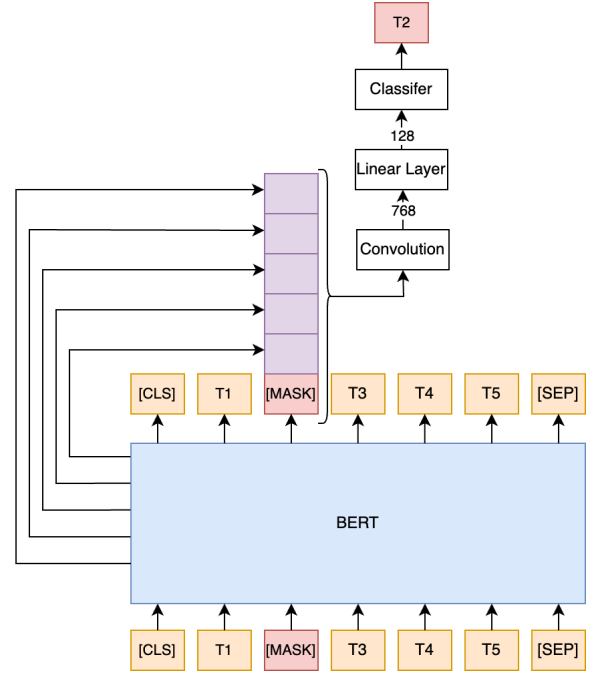 T2
Classifer
128
Linear Layer
768
Convolution
[CLS] T1 [MASK] T3 T4 T5 [SEP]
BERT
[CLS] T1 [MASK] T3 T4 T5 [SEP]